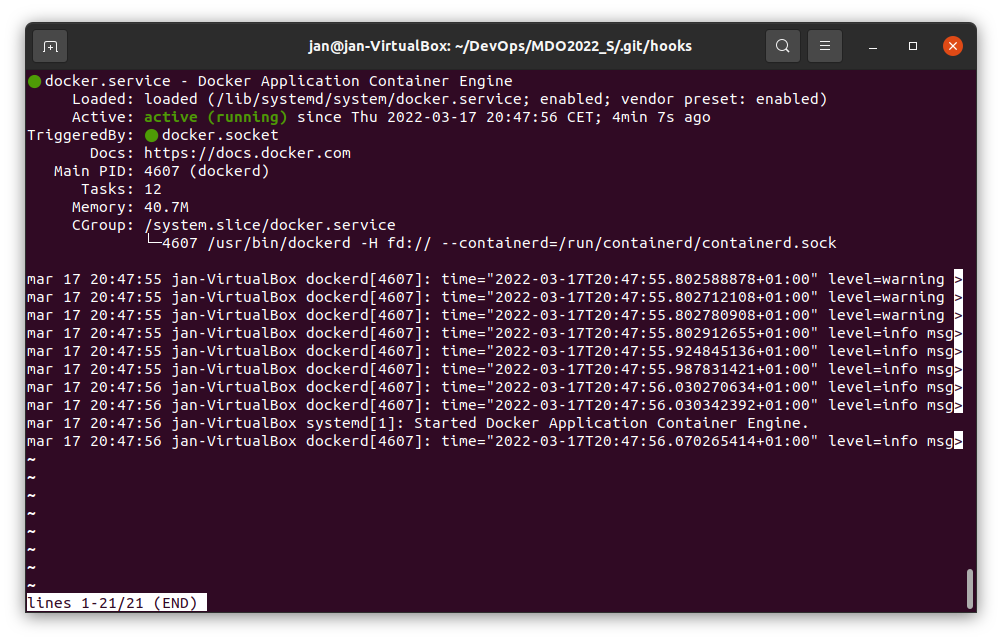 jan@jan-VirtualBox: ~/DevOps/MDO2022_S/.git/hooks
● docker.service - Docker Application Container Engine
     Loaded: loaded (/lib/systemd/system/docker.service; enabled; vendor preset: enabled)
     Active: active (running) since Thu 2022-03-17 20:47:56 CET; 4min 7s ago
TriggeredBy: ● docker.socket
       Docs: https://docs.docker.com
   Main PID: 4607 (dockerd)
      Tasks: 12
     Memory: 40.7M
     CGroup: /system.slice/docker.service
             └─4607 /usr/bin/dockerd -H fd:// --containerd=/run/containerd/containerd.sock
mar 17 20:47:55 jan-VirtualBox dockerd[4607]: time="2022-03-17T20:47:55.802588878+01:00" level=warning >
mar 17 20:47:55 jan-VirtualBox dockerd[4607]: time="2022-03-17T20:47:55.802712108+01:00" level=warning >
mar 17 20:47:55 jan-VirtualBox dockerd[4607]: time="2022-03-17T20:47:55.802780908+01:00" level=warning >
mar 17 20:47:55 jan-VirtualBox dockerd[4607]: time="2022-03-17T20:47:55.802912655+01:00" level=info msg>
mar 17 20:47:55 jan-VirtualBox dockerd[4607]: time="2022-03-17T20:47:55.924845136+01:00" level=info msg>
mar 17 20:47:55 jan-VirtualBox dockerd[4607]: time="2022-03-17T20:47:55.987831421+01:00" level=info msg>
mar 17 20:47:56 jan-VirtualBox dockerd[4607]: time="2022-03-17T20:47:56.030270634+01:00" level=info msg>
mar 17 20:47:56 jan-VirtualBox dockerd[4607]: time="2022-03-17T20:47:56.030342392+01:00" level=info msg>
mar 17 20:47:56 jan-VirtualBox systemd[1]: Started Docker Application Container Engine.
mar 17 20:47:56 jan-VirtualBox dockerd[4607]: time="2022-03-17T20:47:56.070265414+01:00" level=info msg>
~
~
~
~
~
~
~
~
lines 1-21/21 (END)